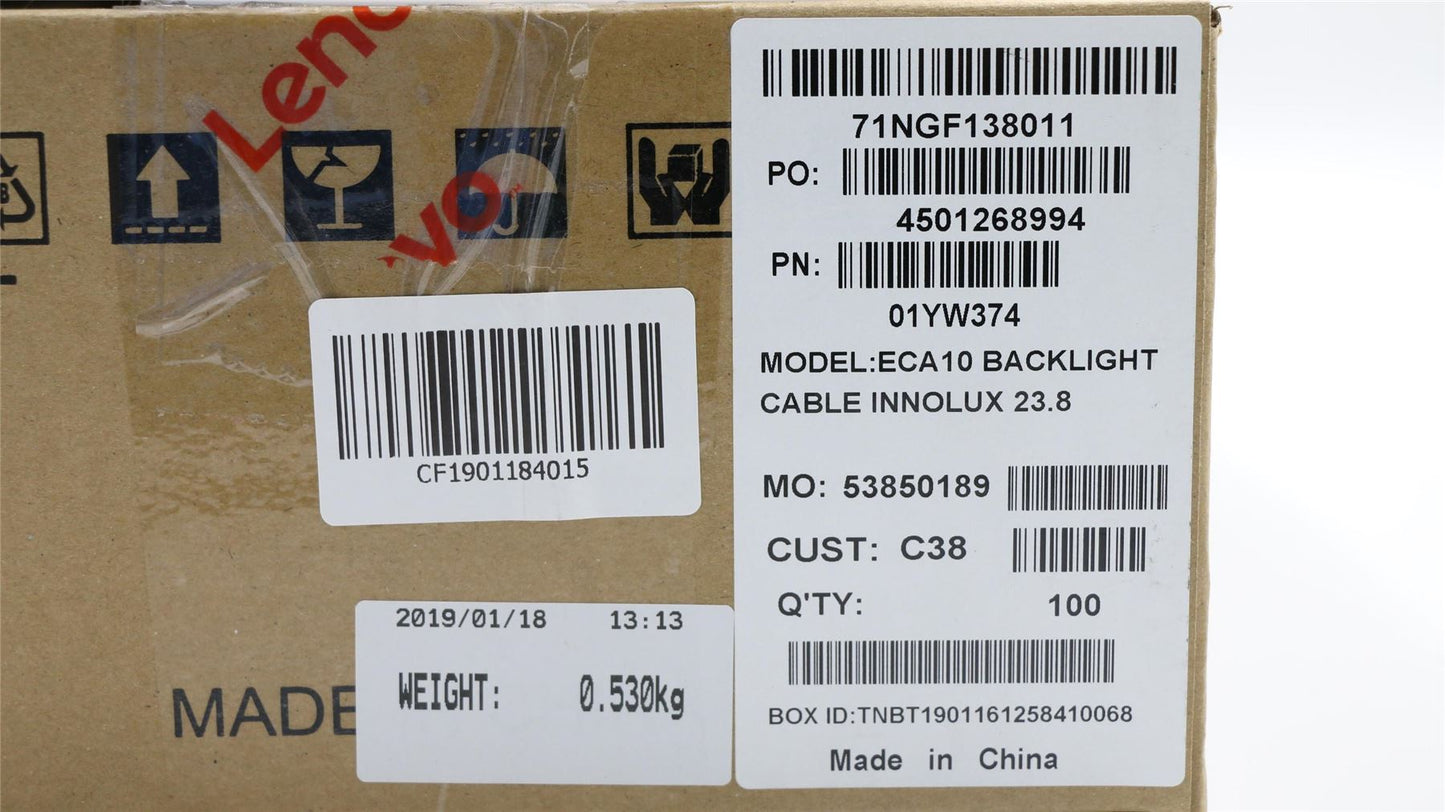 Lenovo
71NGF138011
PO:
4501268994
PN:
01YW374
MODEL:ECA10 BACKLIGHT
CABLE INNOLUX 23.8
MO: 53850189
CUST: C38
Q'TY: 100
BOX ID:TNBT1901161258410068
Made in China
CF1901184015
2019/01/18 13:13
WEIGHT: 0.530kg
MADE